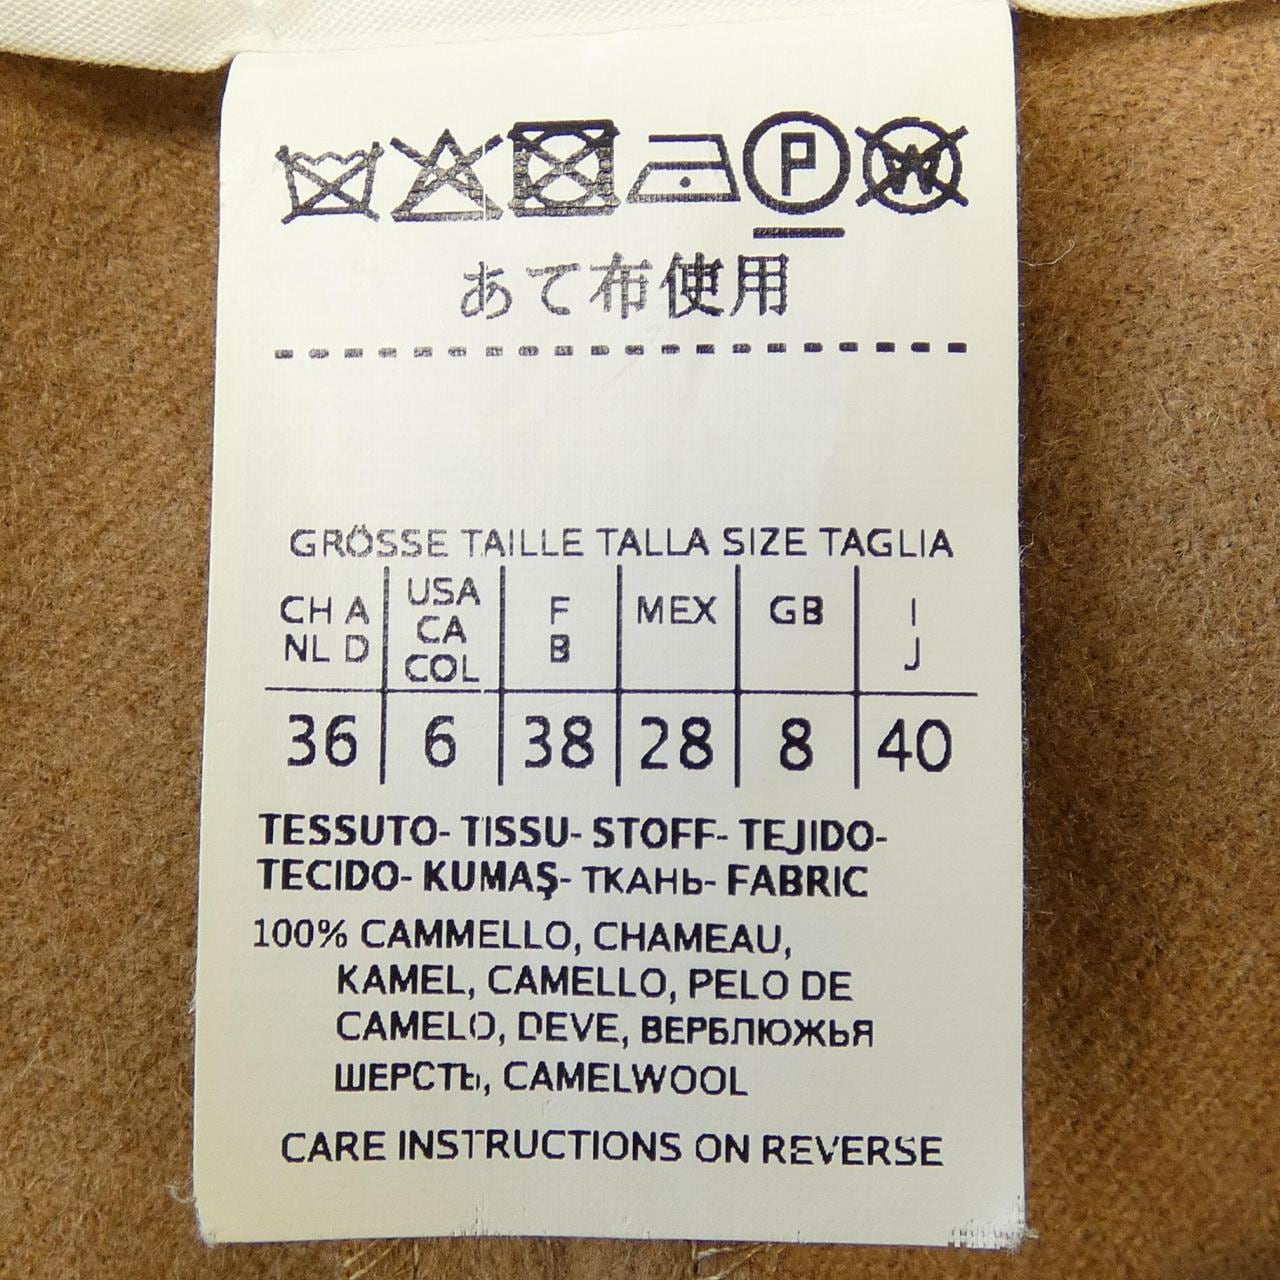 P W
あて布使用
GRÖSSE TAILLE TALLA SIZE TAGLIA
CH A NL D | USA CA COL | F B | MEX | GB | I J
36 | 6 | 38 | 28 | 8 | 40
TESSUTO- TISSU- STOFF- TEJIDO-
TECIDO- KUMAŞ- ТКАНЬ- FABRIC
100% CAMMELLO, CHAMEAU,
KAMEL, CAMELLO, PELO DE
CAMELO, DEVE, ВЕРБЛЮЖЬЯ
ШЕРСТЬ, CAMELWOOL
CARE INSTRUCTIONS ON REVERSE